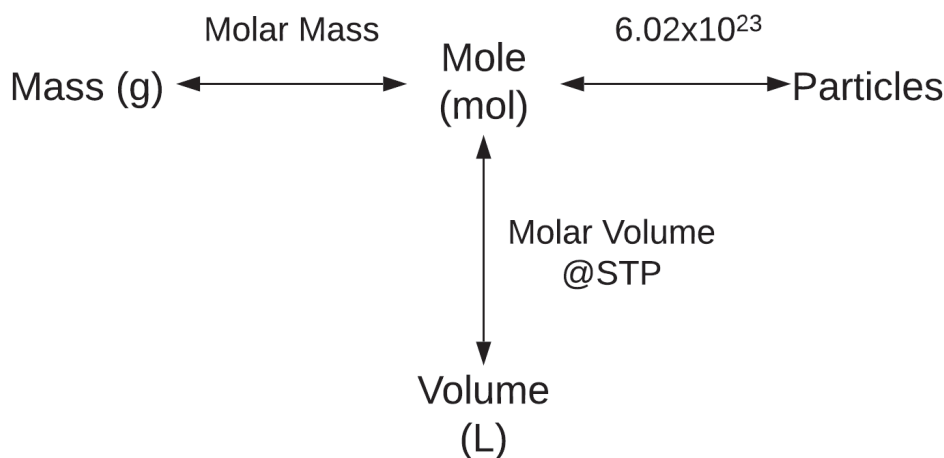 Molar Mass
6.02x10²³
Mass (g)
Mole
(mol)
Particles
Molar Volume
@STP
Volume
(L)